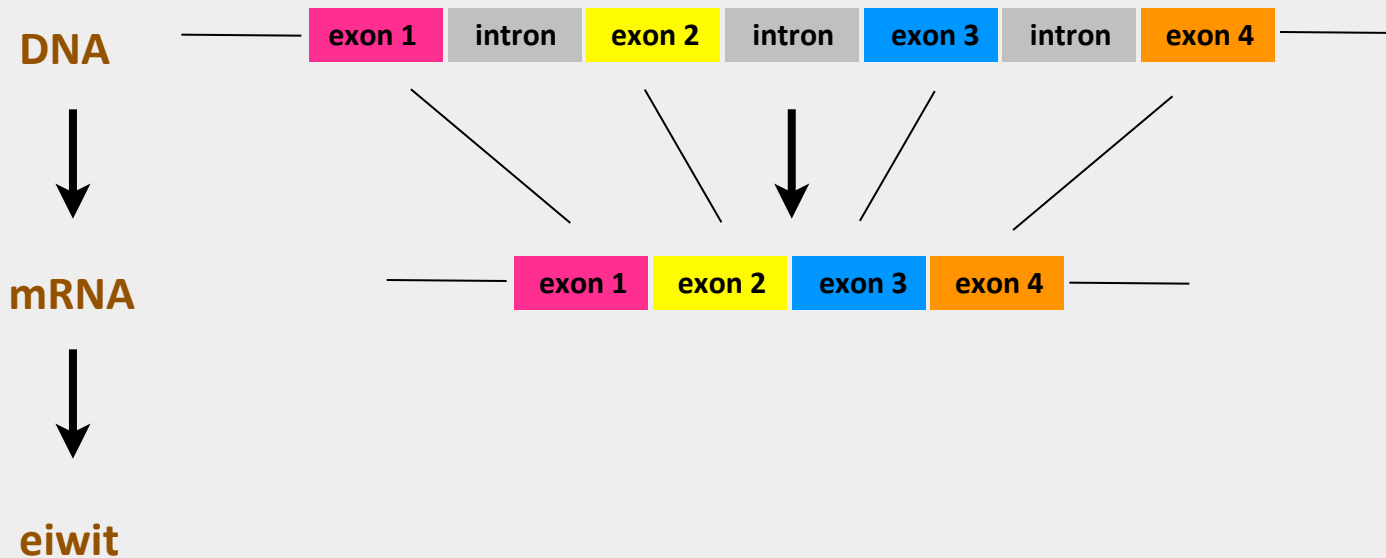 DNA
exon 1 intron exon 2 intron exon 3 intron exon 4
mRNA
exon 1 exon 2 exon 3 exon 4
eiwit